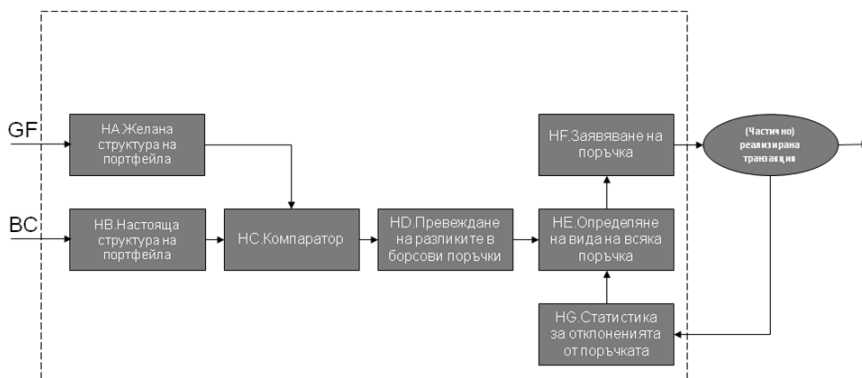 GF
HA.Желана
структура на
портфейла
HF.Заявяване на
поръчка
(Частично)
реализирана
транзакция
BC
HB.Настояща
структура на
портфейла
HC.Компаратор
HD.Превеждане
на разликите в
борсови поръчки
HE.Определяне
на вида на всяка
поръчка
HG.Статистика
за отклоненията
от поръчката